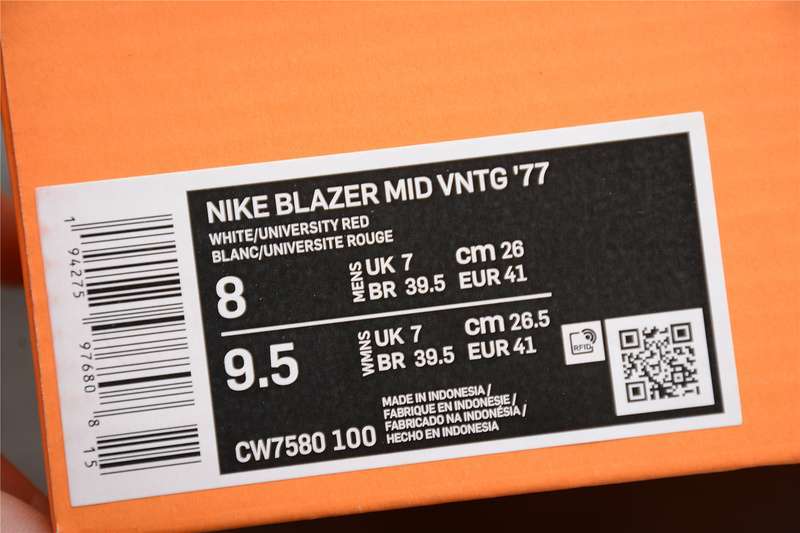 NIKE BLAZER MID VNTG '77
WHITE/UNIVERSITY RED
BLANC/UNIVERSITE ROUGE
8 MENS UK 7 cm 26
BR 39.5 EUR 41
9.5 WMNS UK 7 cm 26.5
BR 39.5 EUR 41
RFID
MADE IN INDONESIA /
FABRIQUE EN INDONESIE /
FABRICADO NA INDONÉSIA /
HECHO EN INDONESIA
CW7580 100
1 94275 97680 8 15